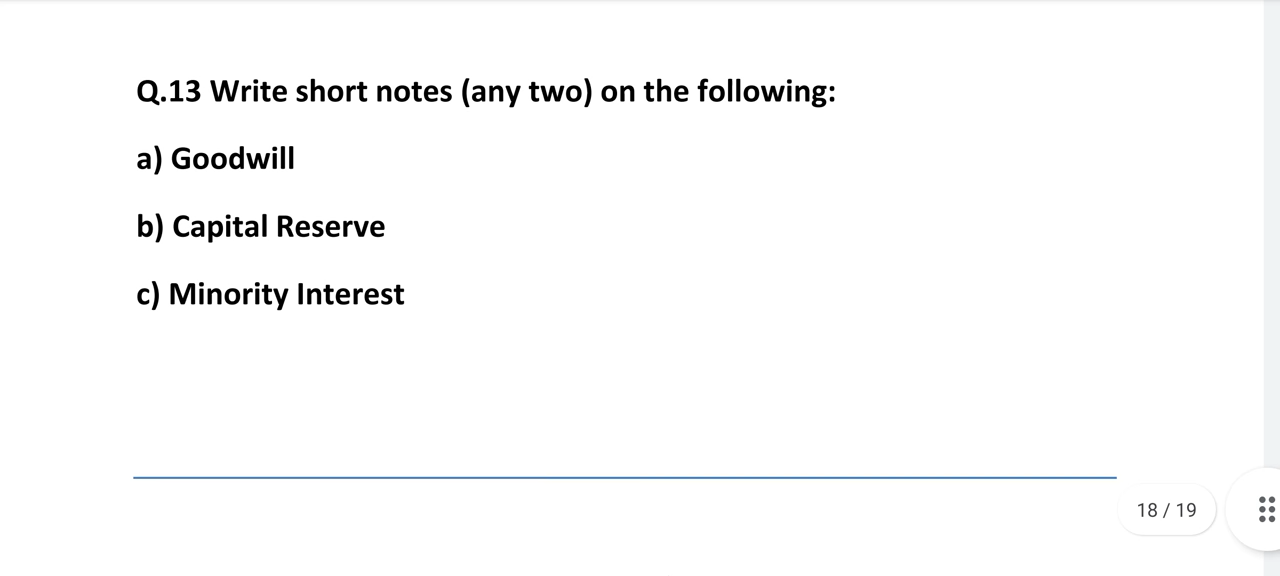 Q.13 Write short notes (any two) on the following:
a) Goodwill
b) Capital Reserve
c) Minority Interest
18 / 19